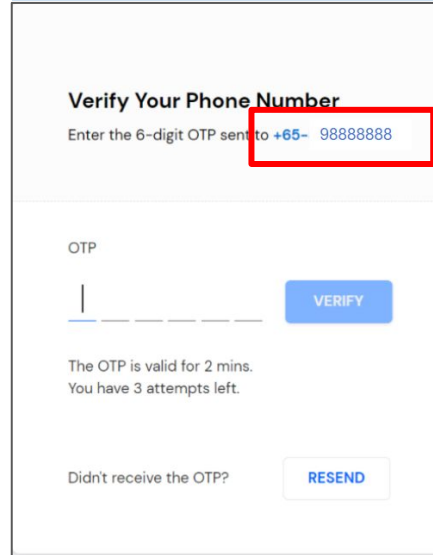 Verify Your Phone Number
Enter the 6-digit OTP sent to +65- 98888888
OTP
VERIFY
The OTP is valid for 2 mins.
You have 3 attempts left.
Didn't receive the OTP?
RESEND